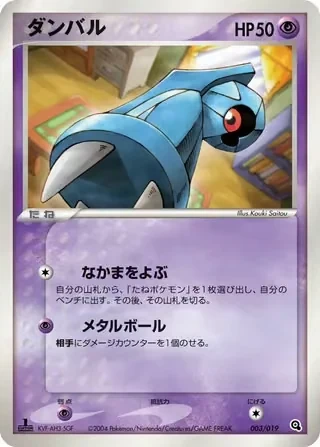 ダンバル HP50
たね
Illus. Kouki Saitou
なかまをよぶ
自分の山札から、「たねポケモン」を1枚選び出し、自分の
ベンチに出す。その後、その山札を切る。
メタルボール
相手にダメージカウンターを1個のせる。
弱点 抵抗力 にげる
KVF-AH3 5GF ©2004 Pokémon/Nintendo/Creatures/GAME FREAK 003/019